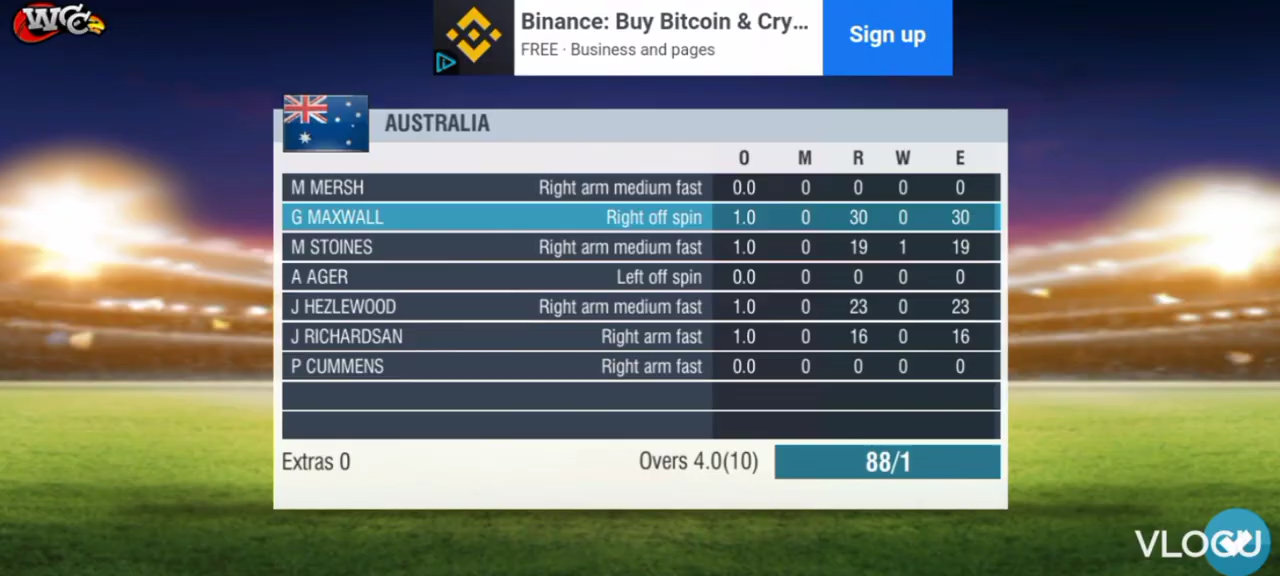 WCC
Binance: Buy Bitcoin & Cry...
FREE · Business and pages
Sign up
AUSTRALIA
O M R W E
M MERSH Right arm medium fast 0.0 0 0 0 0
G MAXWALL Right off spin 1.0 0 30 0 30
M STOINES Right arm medium fast 1.0 0 19 1 19
A AGER Left off spin 0.0 0 0 0 0
J HEZLEWOOD Right arm medium fast 1.0 0 23 0 23
J RICHARDSAN Right arm fast 1.0 0 16 0 16
P CUMMENS Right arm fast 0.0 0 0 0 0
Extras 0 Overs 4.0(10) 88/1